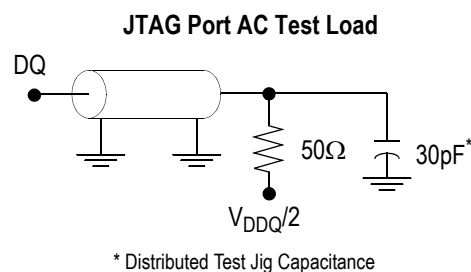 JTAG Port AC Test Load
DQ
50Ω
30pF*
VDDQ/2
* Distributed Test Jig Capacitance